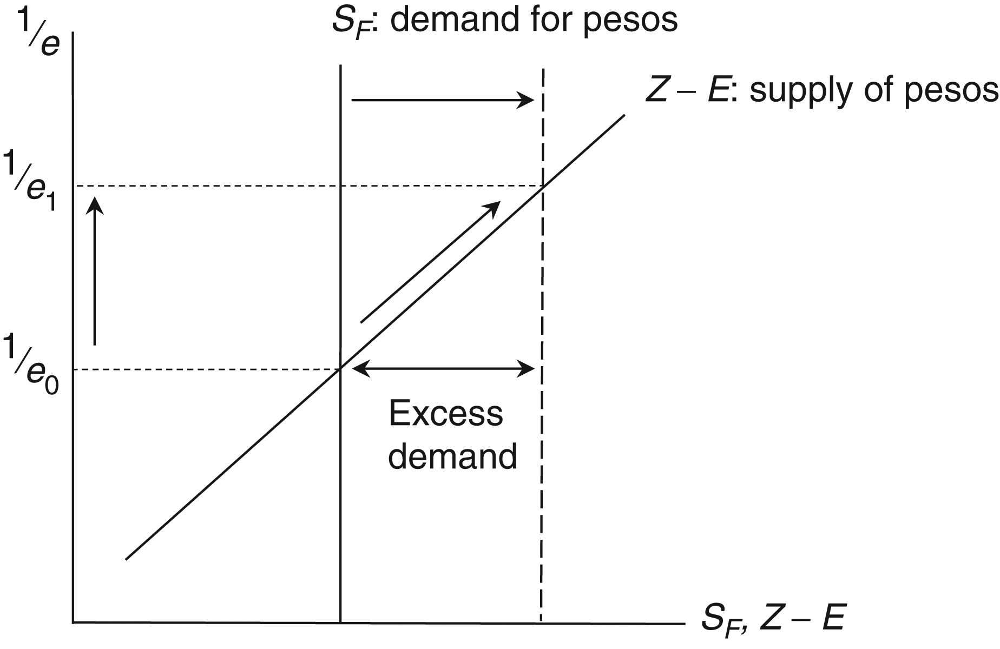 1/e
S_F: demand for pesos
Z – E: supply of pesos
1/e₁
1/e₀
Excess
demand
S_F, Z – E